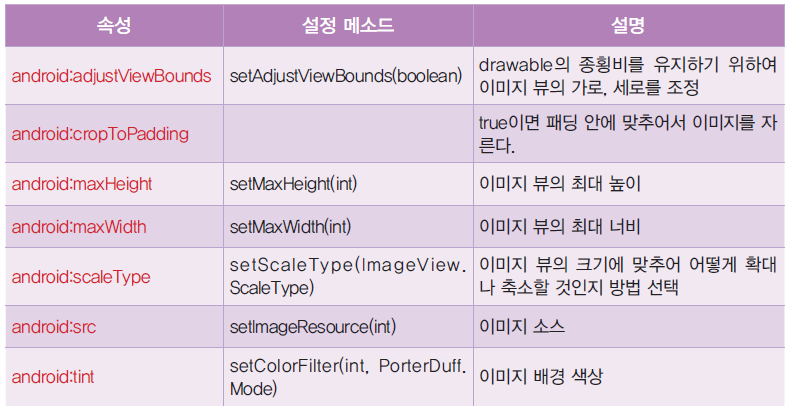 속성 설정 메소드 설명
android:adjustViewBounds setAdjustViewBounds(boolean) drawable의 종횡비를 유지하기 위하여
이미지 뷰의 가로, 세로를 조정
android:cropToPadding true이면 패딩 안에 맞추어서 이미지를 자
른다.
android:maxHeight setMaxHeight(int) 이미지 뷰의 최대 높이
android:maxWidth setMaxWidth(int) 이미지 뷰의 최대 너비
android:scaleType setScaleType(ImageView. 이미지 뷰의 크기에 맞추어 어떻게 확대
ScaleType) 나 축소할 것인지 방법 선택
android:src setImageResource(int) 이미지 소스
android:tint setColorFilter(int, PorterDuff. 이미지 배경 색상
Mode)